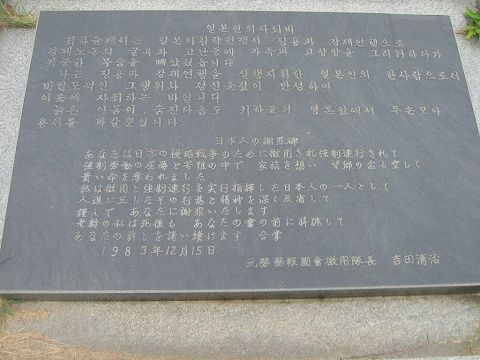 일본인의사죄비
귀하들께서는 일본의침략전쟁시 징용과 강제연행으로
강제노동의 굴욕과 고난중에 가족과 고향땅을 그리워하다가
귀중한 목숨을 빼았겼습니다
나는 징용과 강제연행을 실행지휘한 일본인의 한사람으로서
비인도적인 그행위와 정신을깊이 반성하여
이곳에 사죄하는 바입니다
늙은 이몸이 숨진다음도 귀하들의 영혼앞에서 두손모아
용서를 바랄뿐입니다
日本人の謝罪碑
あなたは日本の侵略戦争のために徴用され強制連行されて
強制労働の屈辱と苦難の中で 家族を想い 望郷の念も空しく
貴い命を奪われました
私は徴用と強制連行を実行指揮した日本人の一人として
人道に反したその行為と精神を深く反省して
謹んで あなたに謝罪いたします
老齢の私は死後も あなたの霊の前に拝跪して
あなたの許しを請い続けます 合掌
1983年12月15日
元労務報國會徴用隊長 吉田清治